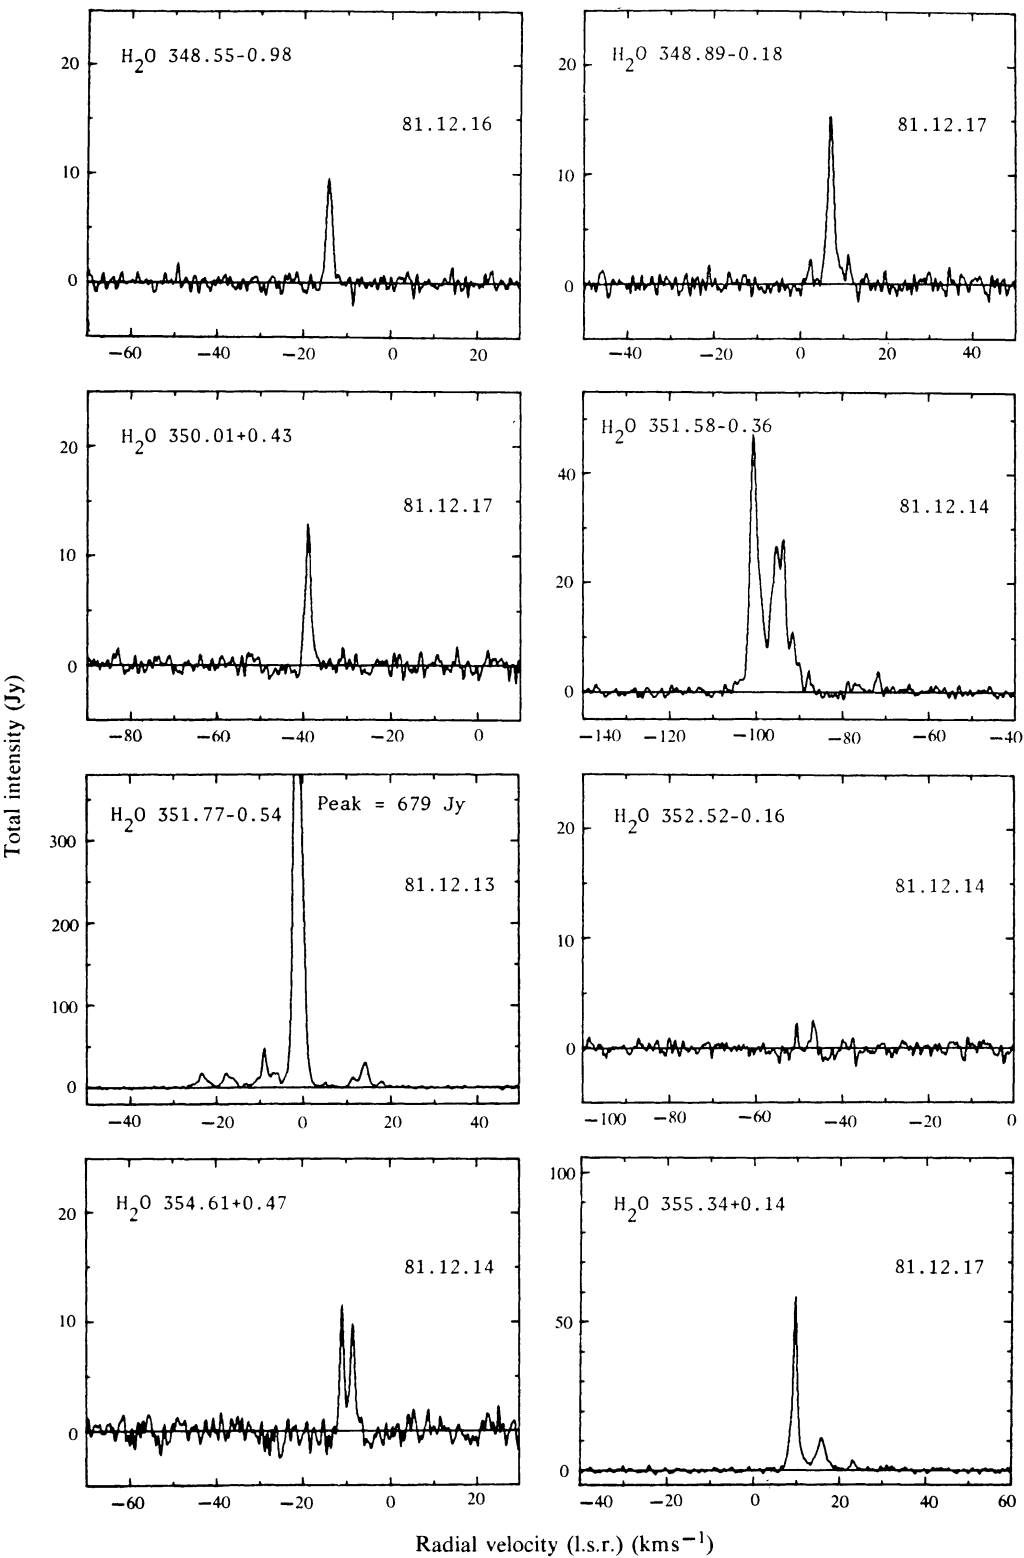 Total intensity (Jy)
H2O 348.55-0.98
81.12.16
20
10
0
-60 -40 -20 0 20
H2O 348.89-0.18
81.12.17
20
10
0
-40 -20 0 20 40
H2O 350.01+0.43
81.12.17
20
10
0
-80 -60 -40 -20 0
H2O 351.58-0.36
81.12.14
40
20
0
-140 -120 -100 -80 -60 -40
H2O 351.77-0.54
Peak = 679 Jy
81.12.13
300
200
100
0
-40 -20 0 20 40
H2O 352.52-0.16
81.12.14
20
10
0
-100 -80 -60 -40 -20 0
H2O 354.61+0.47
81.12.14
20
10
0
-60 -40 -20 0 20
H2O 355.34+0.14
81.12.17
100
50
0
-40 -20 0 20 40 60
Radial velocity (l.s.r.) (kms−1)